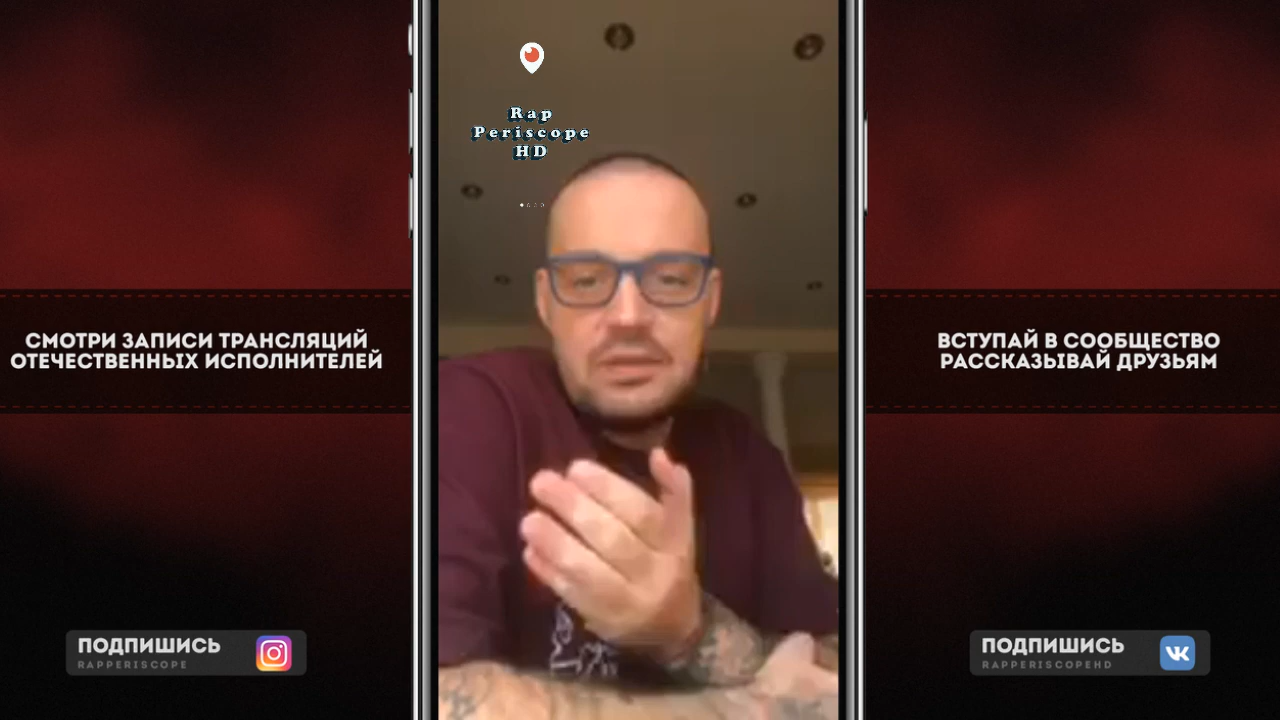 Rap
Periscope
HD
СМОТРИ ЗАПИСИ ТРАНСЛЯЦИЙ
ОТЕЧЕСТВЕННЫХ ИСПОЛНИТЕЛЕЙ
ВСТУПАЙ В СООБЩЕСТВО
РАССКАЗЫВАЙ ДРУЗЬЯМ
ПОДПИШИСЬ
RAPPERISCOPE
ПОДПИШИСЬ
RAPPERISCOPEHD